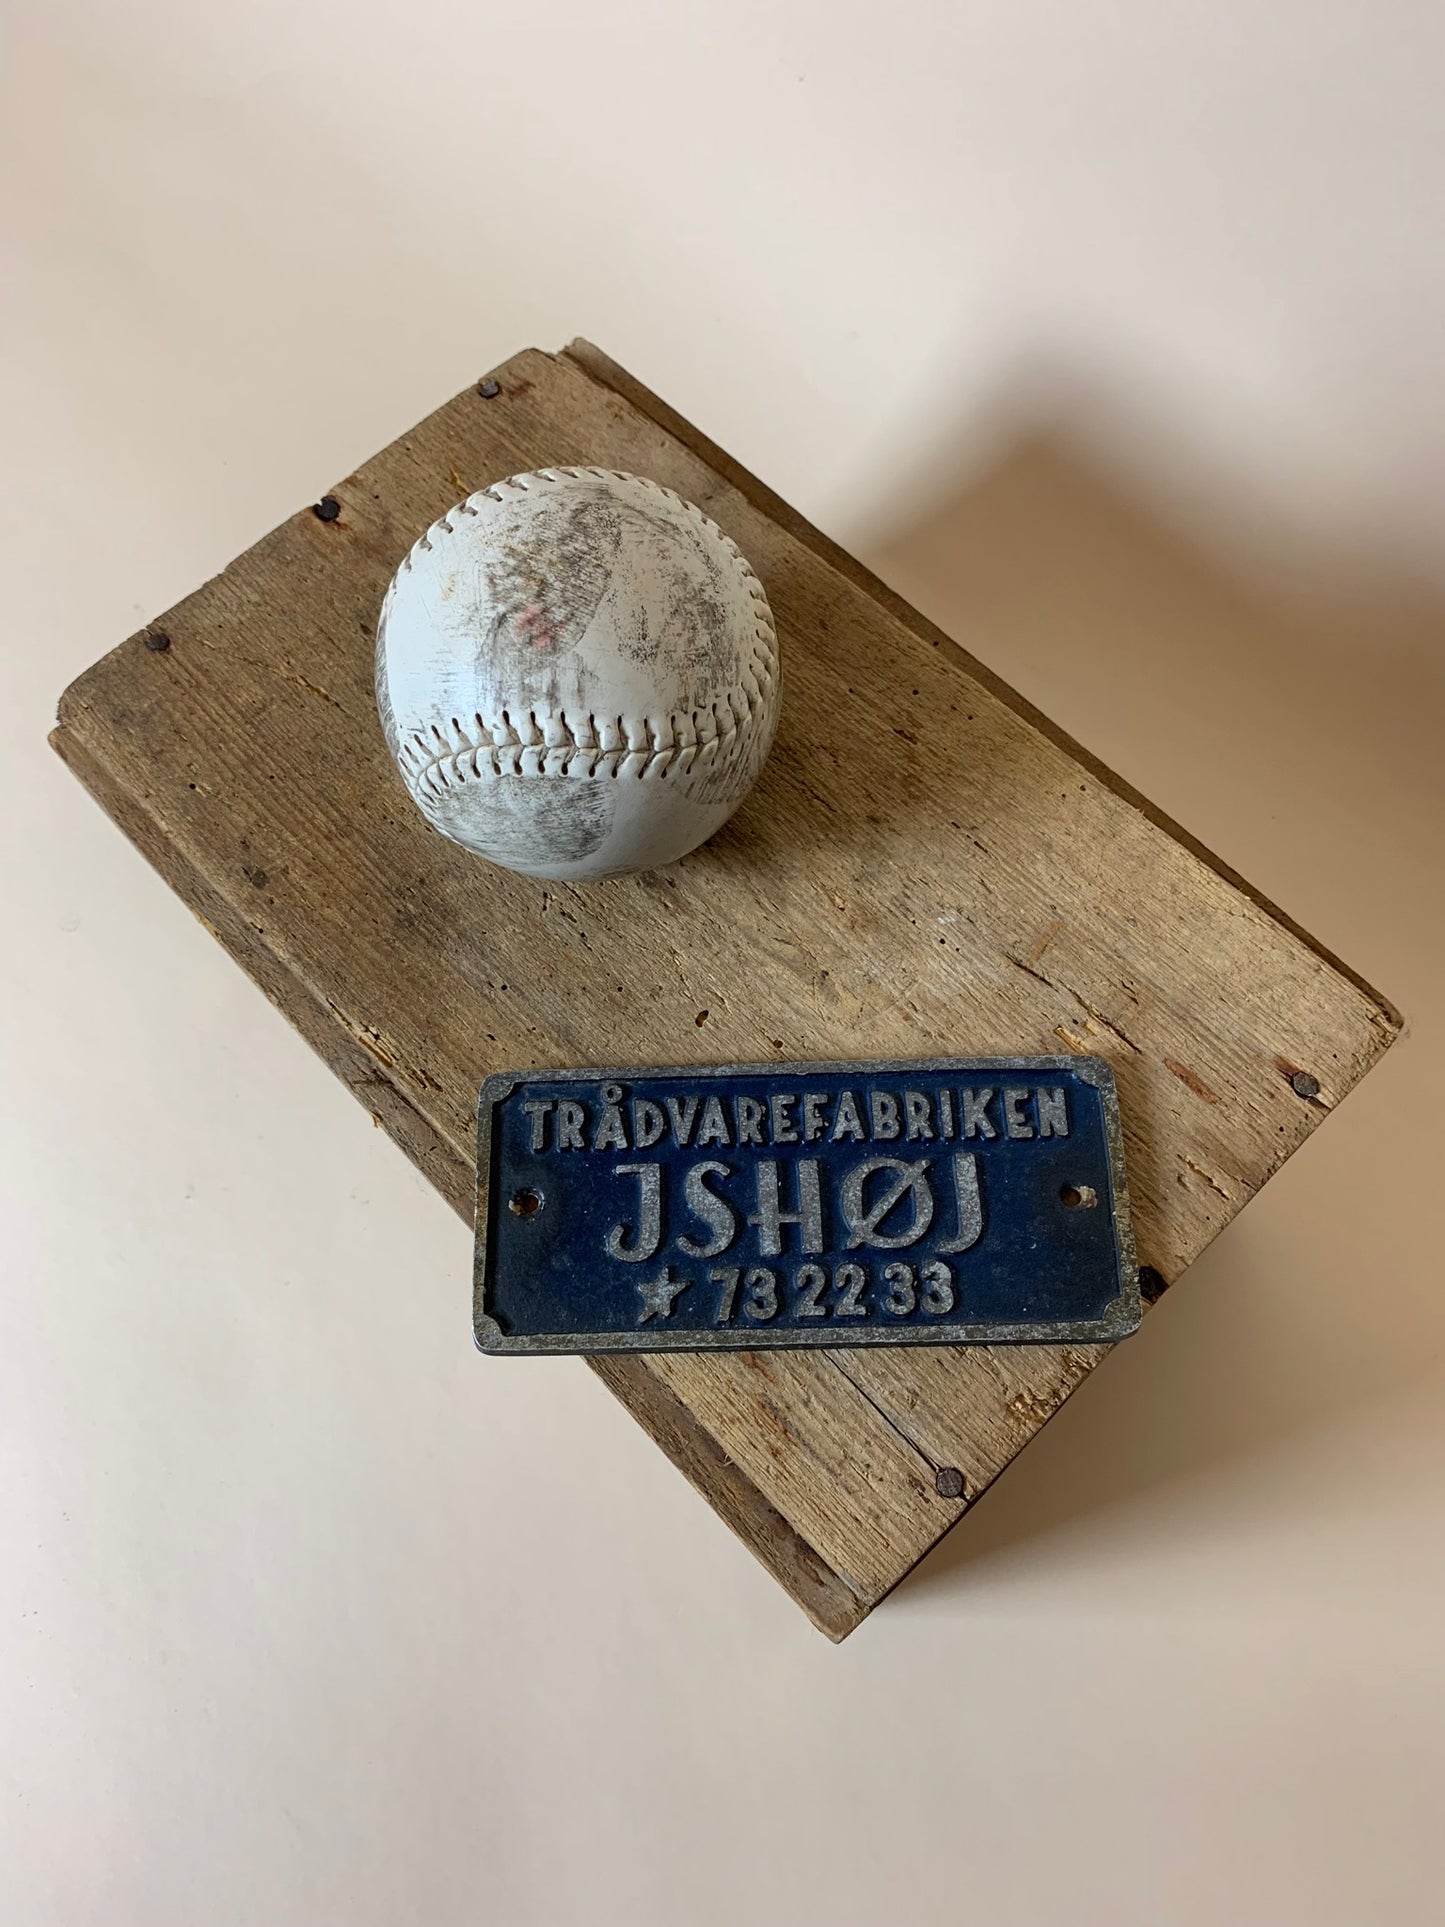 TRÅDVAREFABRIKEN
JSHØJ
★ 73 22 33